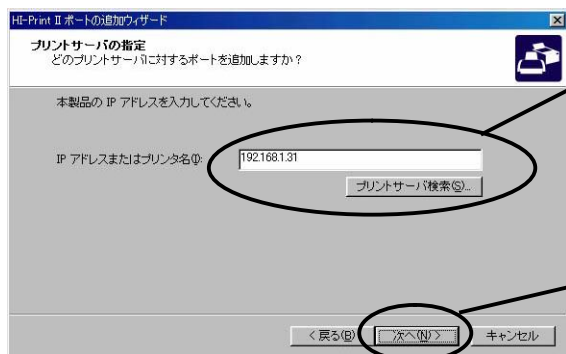 HI-Print II ポートの追加ウィザード
プリントサーバの指定
どのプリントサーバに対するポートを追加しますか？
本製品の IP アドレスを入力してください。
IP アドレスまたはプリンタ名(I):
192.168.1.31
プリントサーバ検索(S)...
< 戻る(B)
次へ(N) >
キャンセル